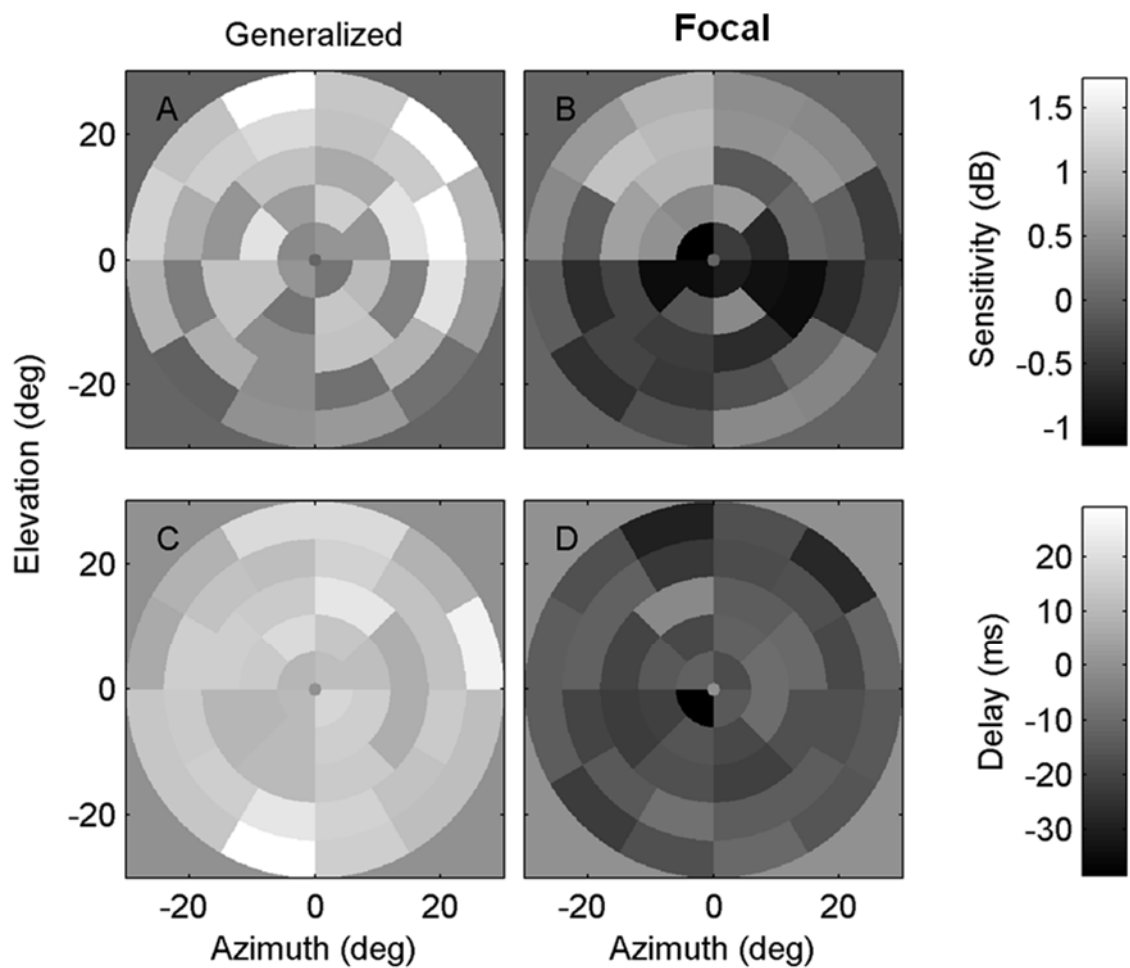 Generalized
Focal
A
B
20
0
-20
Elevation (deg)
1.5
1
0.5
0
-0.5
-1
Sensitivity (dB)
C
D
20
0
-20
20
10
0
-10
-20
-30
Delay (ms)
-20 0 20
-20 0 20
Azimuth (deg)
Azimuth (deg)